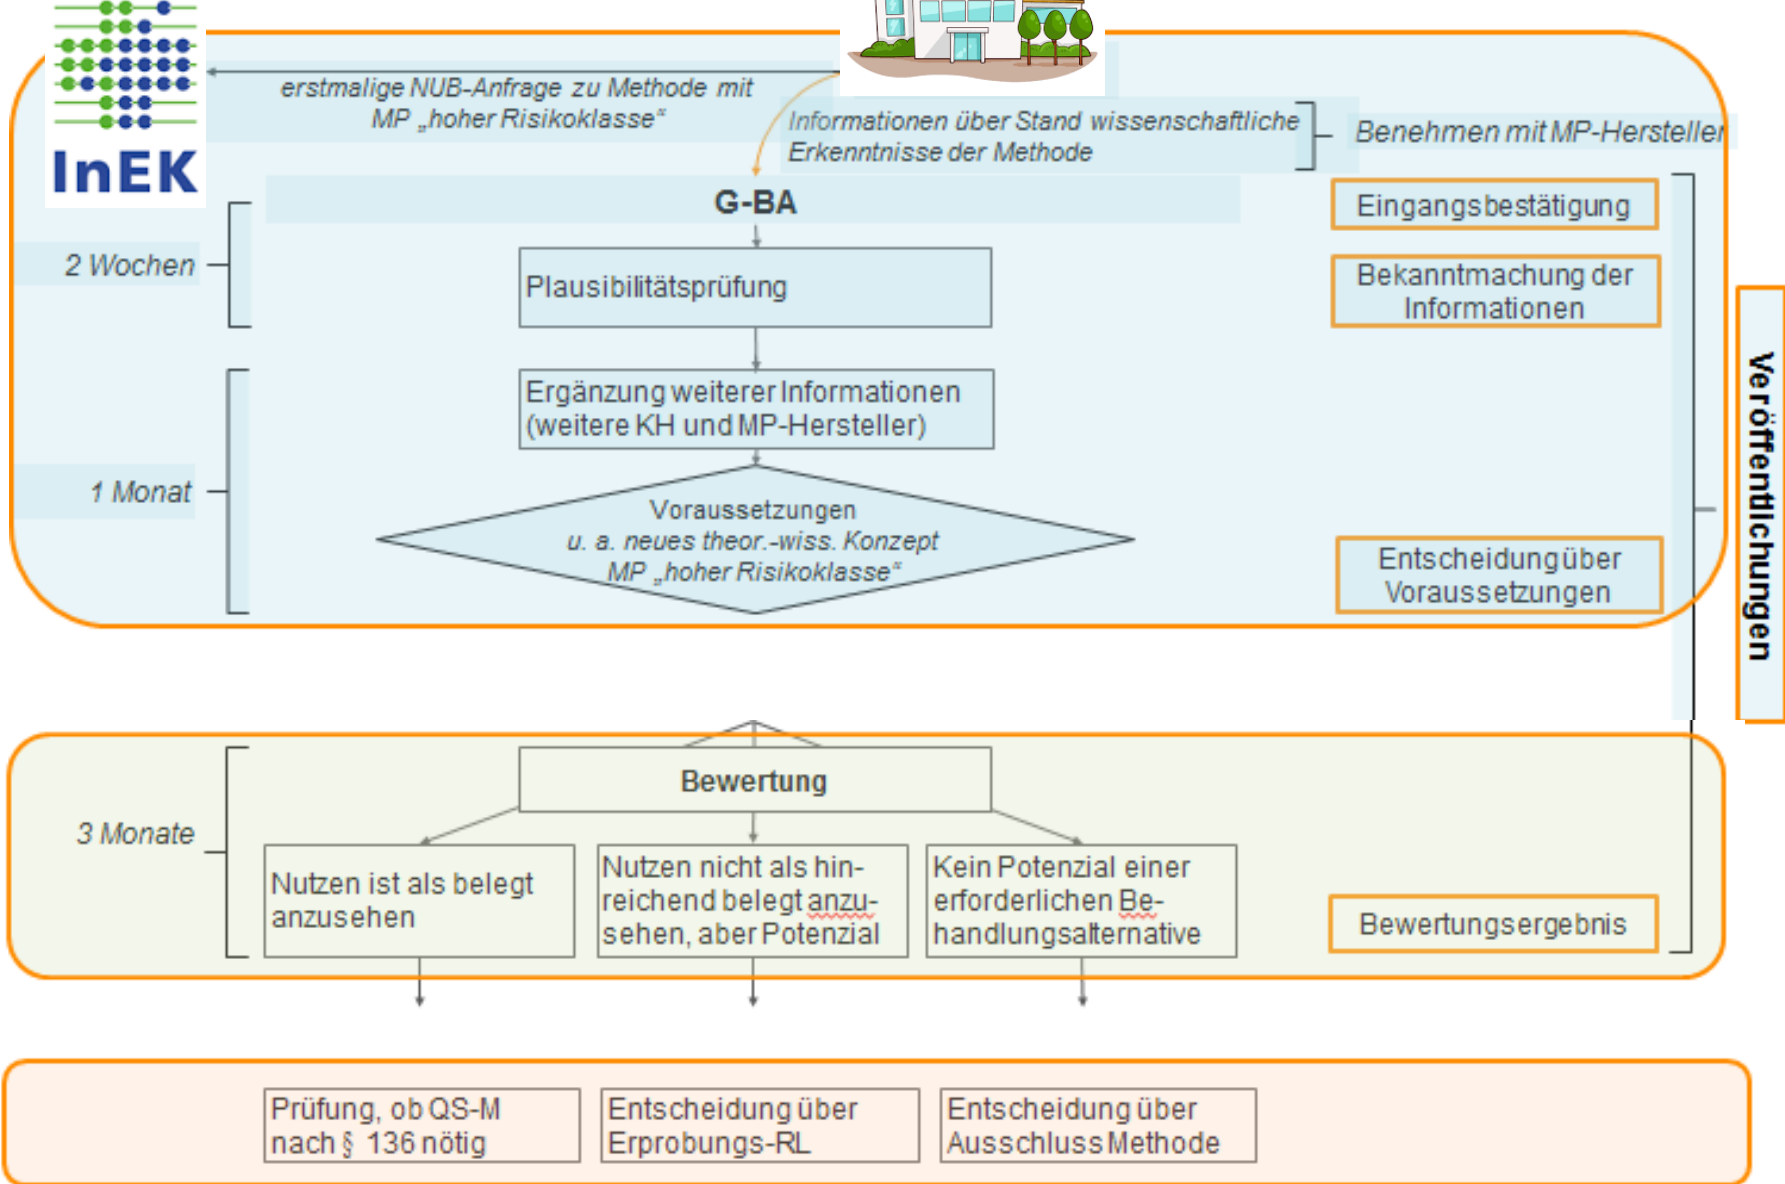 InEK
erstmalige NUB-Anfrage zu Methode mit
MP „hoher Risikoklasse“
Informationen über Stand wissenschaftliche
Erkenntnisse der Methode
Benehmen mit MP-Hersteller
G-BA
Eingangsbestätigung
2 Wochen
Plausibilitätsprüfung
Bekanntmachung der
Informationen
Ergänzung weiterer Informationen
(weitere KH und MP-Hersteller)
1 Monat
Voraussetzungen
u. a. neues theor.-wiss. Konzept
MP „hoher Risikoklasse“
Entscheidung über
Voraussetzungen
Veröffentlichungen
Bewertung
3 Monate
Nutzen ist als belegt
anzusehen
Nutzen nicht als hin-
reichend belegt anzu-
sehen, aber Potenzial
Kein Potenzial einer
erforderlichen Be-
handlungsalternative
Bewertungsergebnis
Prüfung, ob QS-M
nach § 136 nötig
Entscheidung über
Erprobungs-RL
Entscheidung über
Ausschluss Methode